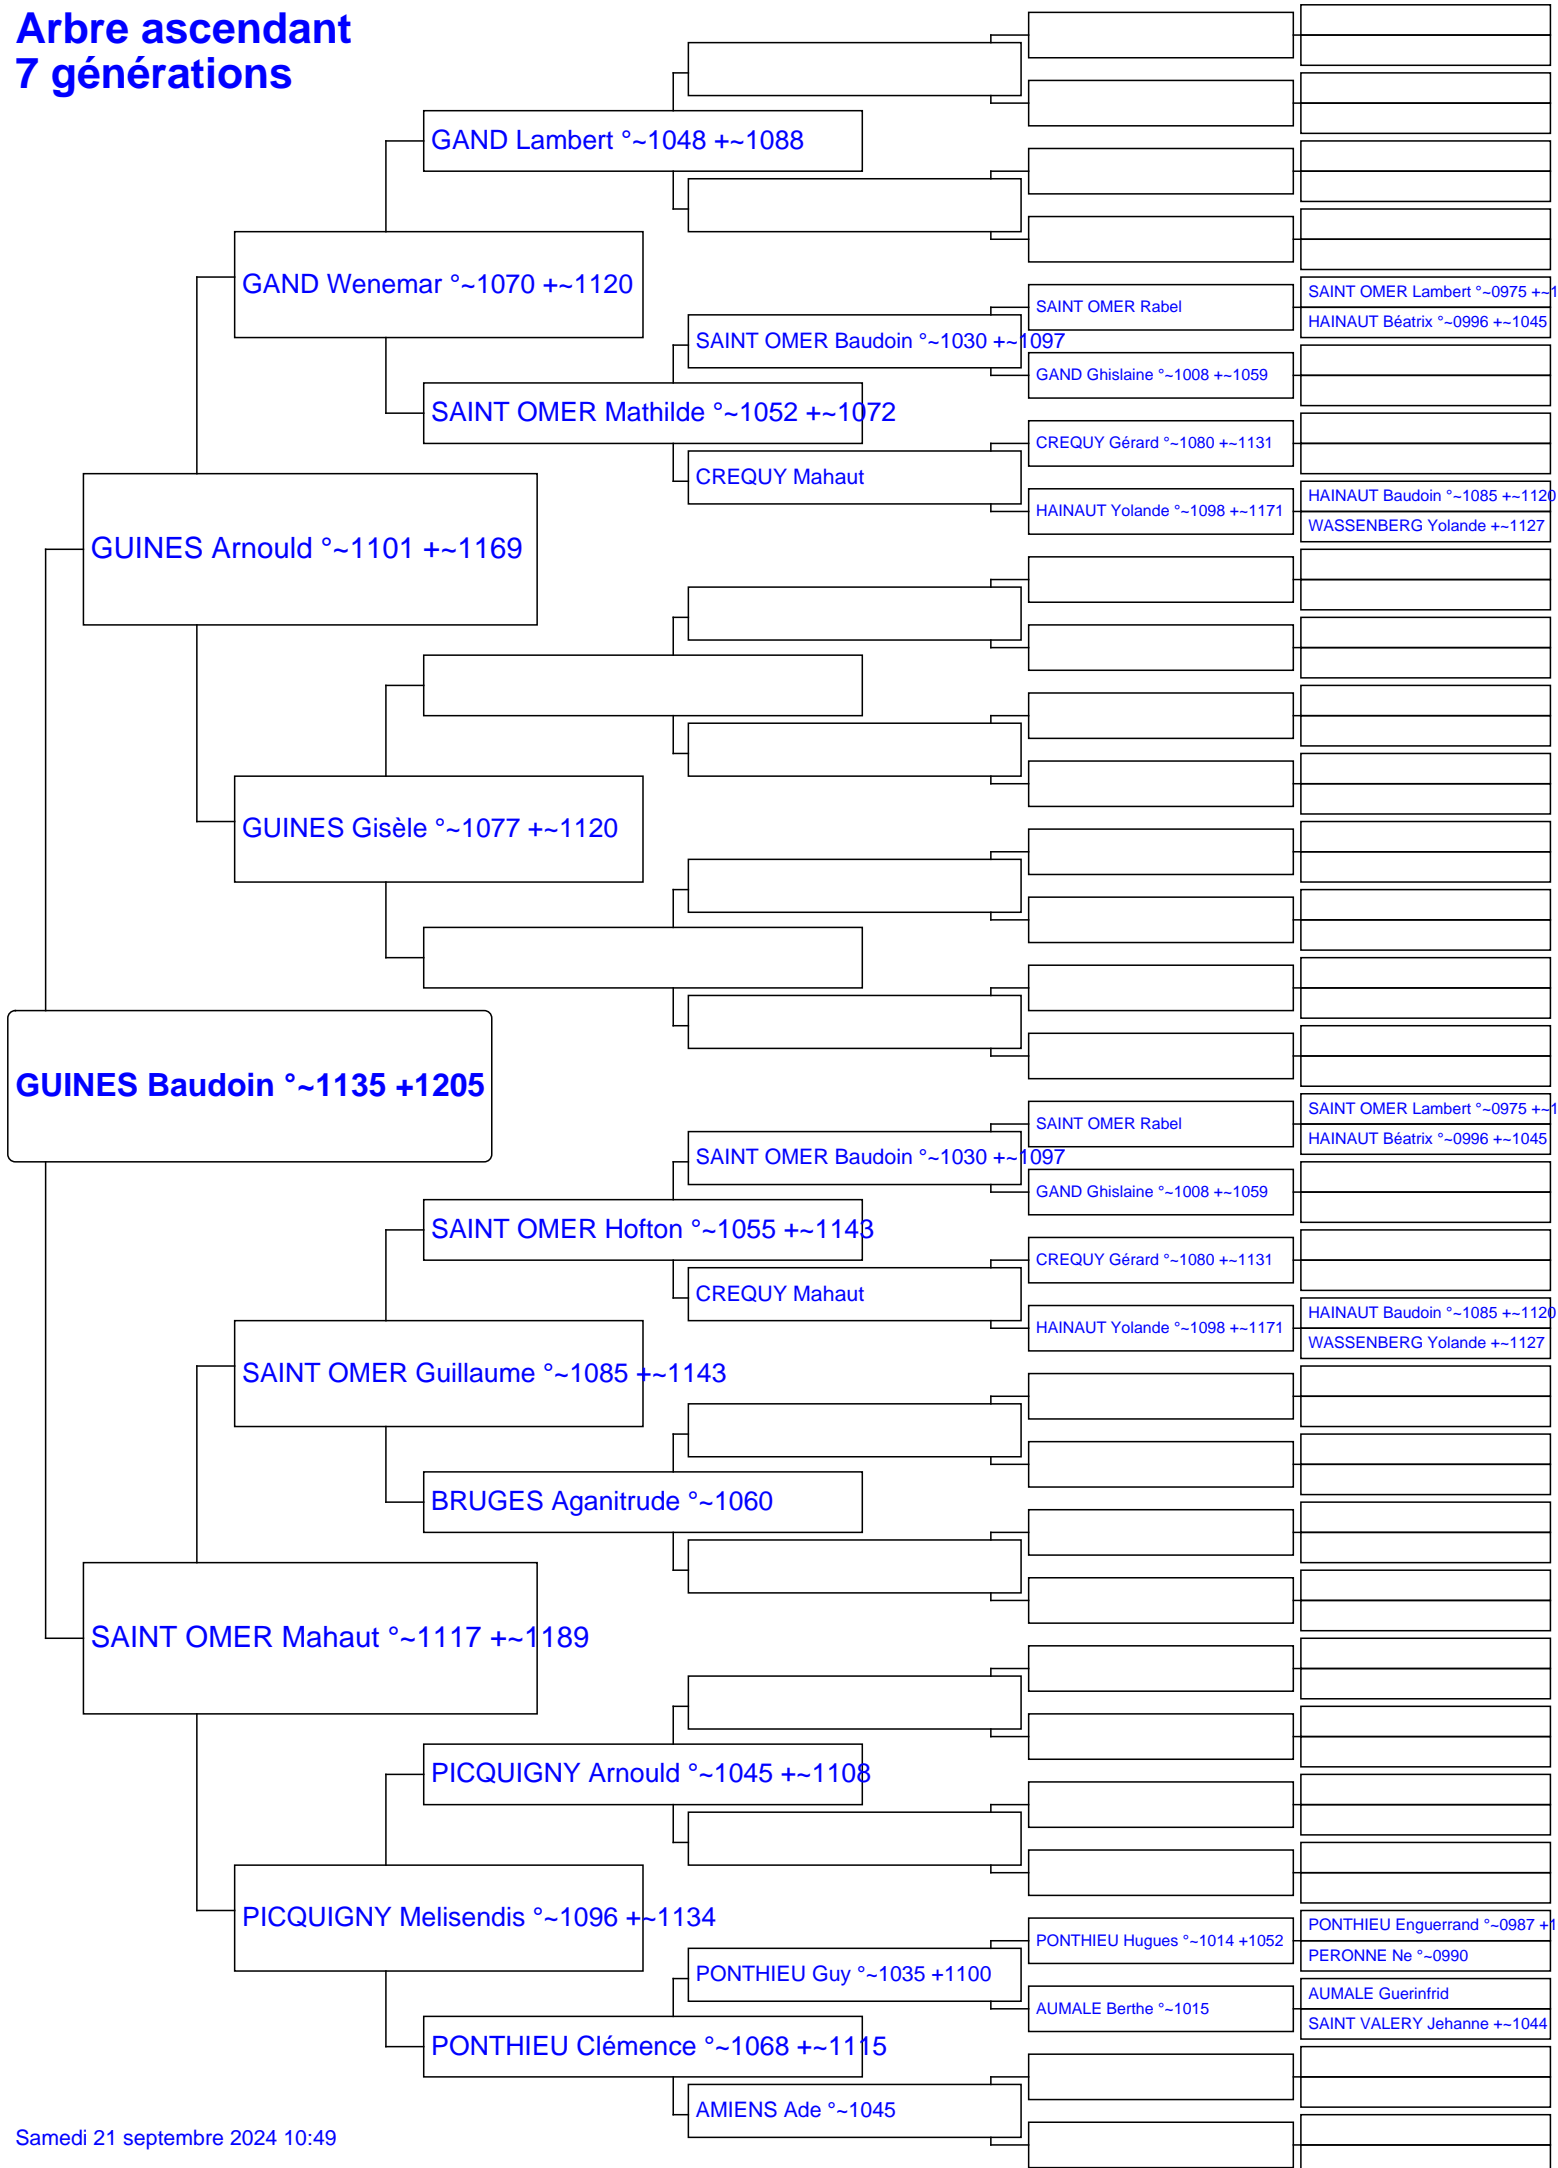 Arbre ascendant
7 générations
GAND Lambert °~1048 +~1088
GAND Wenemar °~1070 +~1120
SAINT OMER Lambert °~0975 +~1
SAINT OMER Rabel
HAINAUT Béatrix °~0996 +~1045
SAINT OMER Baudoin °~1030 +~1097
GAND Ghislaine °~1008 +~1059
SAINT OMER Mathilde °~1052 +~1072
CREQUY Gérard °~1080 +~1131
CREQUY Mahaut
HAINAUT Baudoin °~1085 +~1120
HAINAUT Yolande °~1098 +~1171
WASSENBERG Yolande +~1127
GUINES Arnould °~1101 +~1169
GUINES Gisèle °~1077 +~1120
GUINES Baudoin °~1135 +1205
SAINT OMER Lambert °~0975 +~1
SAINT OMER Rabel
HAINAUT Béatrix °~0996 +~1045
SAINT OMER Baudoin °~1030 +~1097
GAND Ghislaine °~1008 +~1059
SAINT OMER Hofton °~1055 +~1143
CREQUY Gérard °~1080 +~1131
CREQUY Mahaut
HAINAUT Baudoin °~1085 +~1120
HAINAUT Yolande °~1098 +~1171
WASSENBERG Yolande +~1127
SAINT OMER Guillaume °~1085 +~1143
BRUGES Aganitrude °~1060
SAINT OMER Mahaut °~1117 +~1189
PICQUIGNY Arnould °~1045 +~1108
PICQUIGNY Melisendis °~1096 +~1134
PONTHIEU Enguerrand °~0987 +1
PONTHIEU Hugues °~1014 +1052
PERONNE Ne °~0990
PONTHIEU Guy °~1035 +1100
AUMALE Guerinfrid
AUMALE Berthe °~1015
SAINT VALERY Jehanne +~1044
PONTHIEU Clémence °~1068 +~1115
AMIENS Ade °~1045
Samedi 21 septembre 2024 10:49